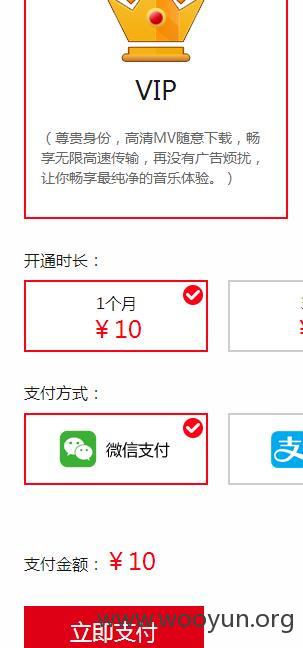 VIP
（尊贵身份，高清MV随意下载，畅
享无限高速传输，再没有广告烦扰，
让你畅享最纯净的音乐体验。）
开通时长：
1个月
￥10
支付方式：
微信支付
支
支付金额：￥10
立即支付
www.wooyun.org